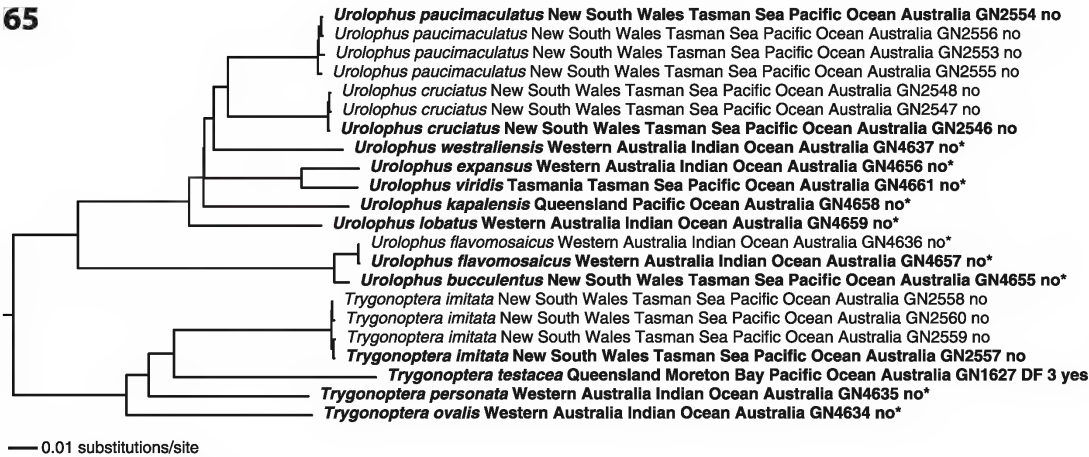 65
Urolophus paucimaculatus New South Wales Tasman Sea Pacific Ocean Australia GN2554 no
Urolophus paucimaculatus New South Wales Tasman Sea Pacific Ocean Australia GN2556 no
Urolophus paucimaculatus New South Wales Tasman Sea Pacific Ocean Australia GN2553 no
Urolophus paucimaculatus New South Wales Tasman Sea Pacific Ocean Australia GN2555 no
Urolophus cruciatus New South Wales Tasman Sea Pacific Ocean Australia GN2548 no
Urolophus cruciatus New South Wales Tasman Sea Pacific Ocean Australia GN2547 no
Urolophus cruciatus New South Wales Tasman Sea Pacific Ocean Australia GN2546 no
Urolophus westraliensis Western Australia Indian Ocean Australia GN4637 no*
Urolophus expansus Western Australia Indian Ocean Australia GN4656 no*
Urolophus viridis Tasmania Tasman Sea Pacific Ocean Australia GN4661 no*
Urolophus kapalensis Queensland Pacific Ocean Australia GN4658 no*
Urolophus lobatus Western Australia Indian Ocean Australia GN4659 no*
Urolophus flavomosaicus Western Australia Indian Ocean Australia GN4636 no*
Urolophus flavomosaicus Western Australia Indian Ocean Australia GN4657 no*
Urolophus bucculentus New South Wales Tasman Sea Pacific Ocean Australia GN4655 no*
Trygonoptera imitata New South Wales Tasman Sea Pacific Ocean Australia GN2558 no
Trygonoptera imitata New South Wales Tasman Sea Pacific Ocean Australia GN2560 no
Trygonoptera imitata New South Wales Tasman Sea Pacific Ocean Australia GN2559 no
Trygonoptera imitata New South Wales Tasman Sea Pacific Ocean Australia GN2557 no
Trygonoptera testacea Queensland Moreton Bay Pacific Ocean Australia GN1627 DF 3 yes
Trygonoptera personata Western Australia Indian Ocean Australia GN4635 no*
Trygonoptera ovalis Western Australia Indian Ocean Australia GN4634 no*
0.01 substitutions/site